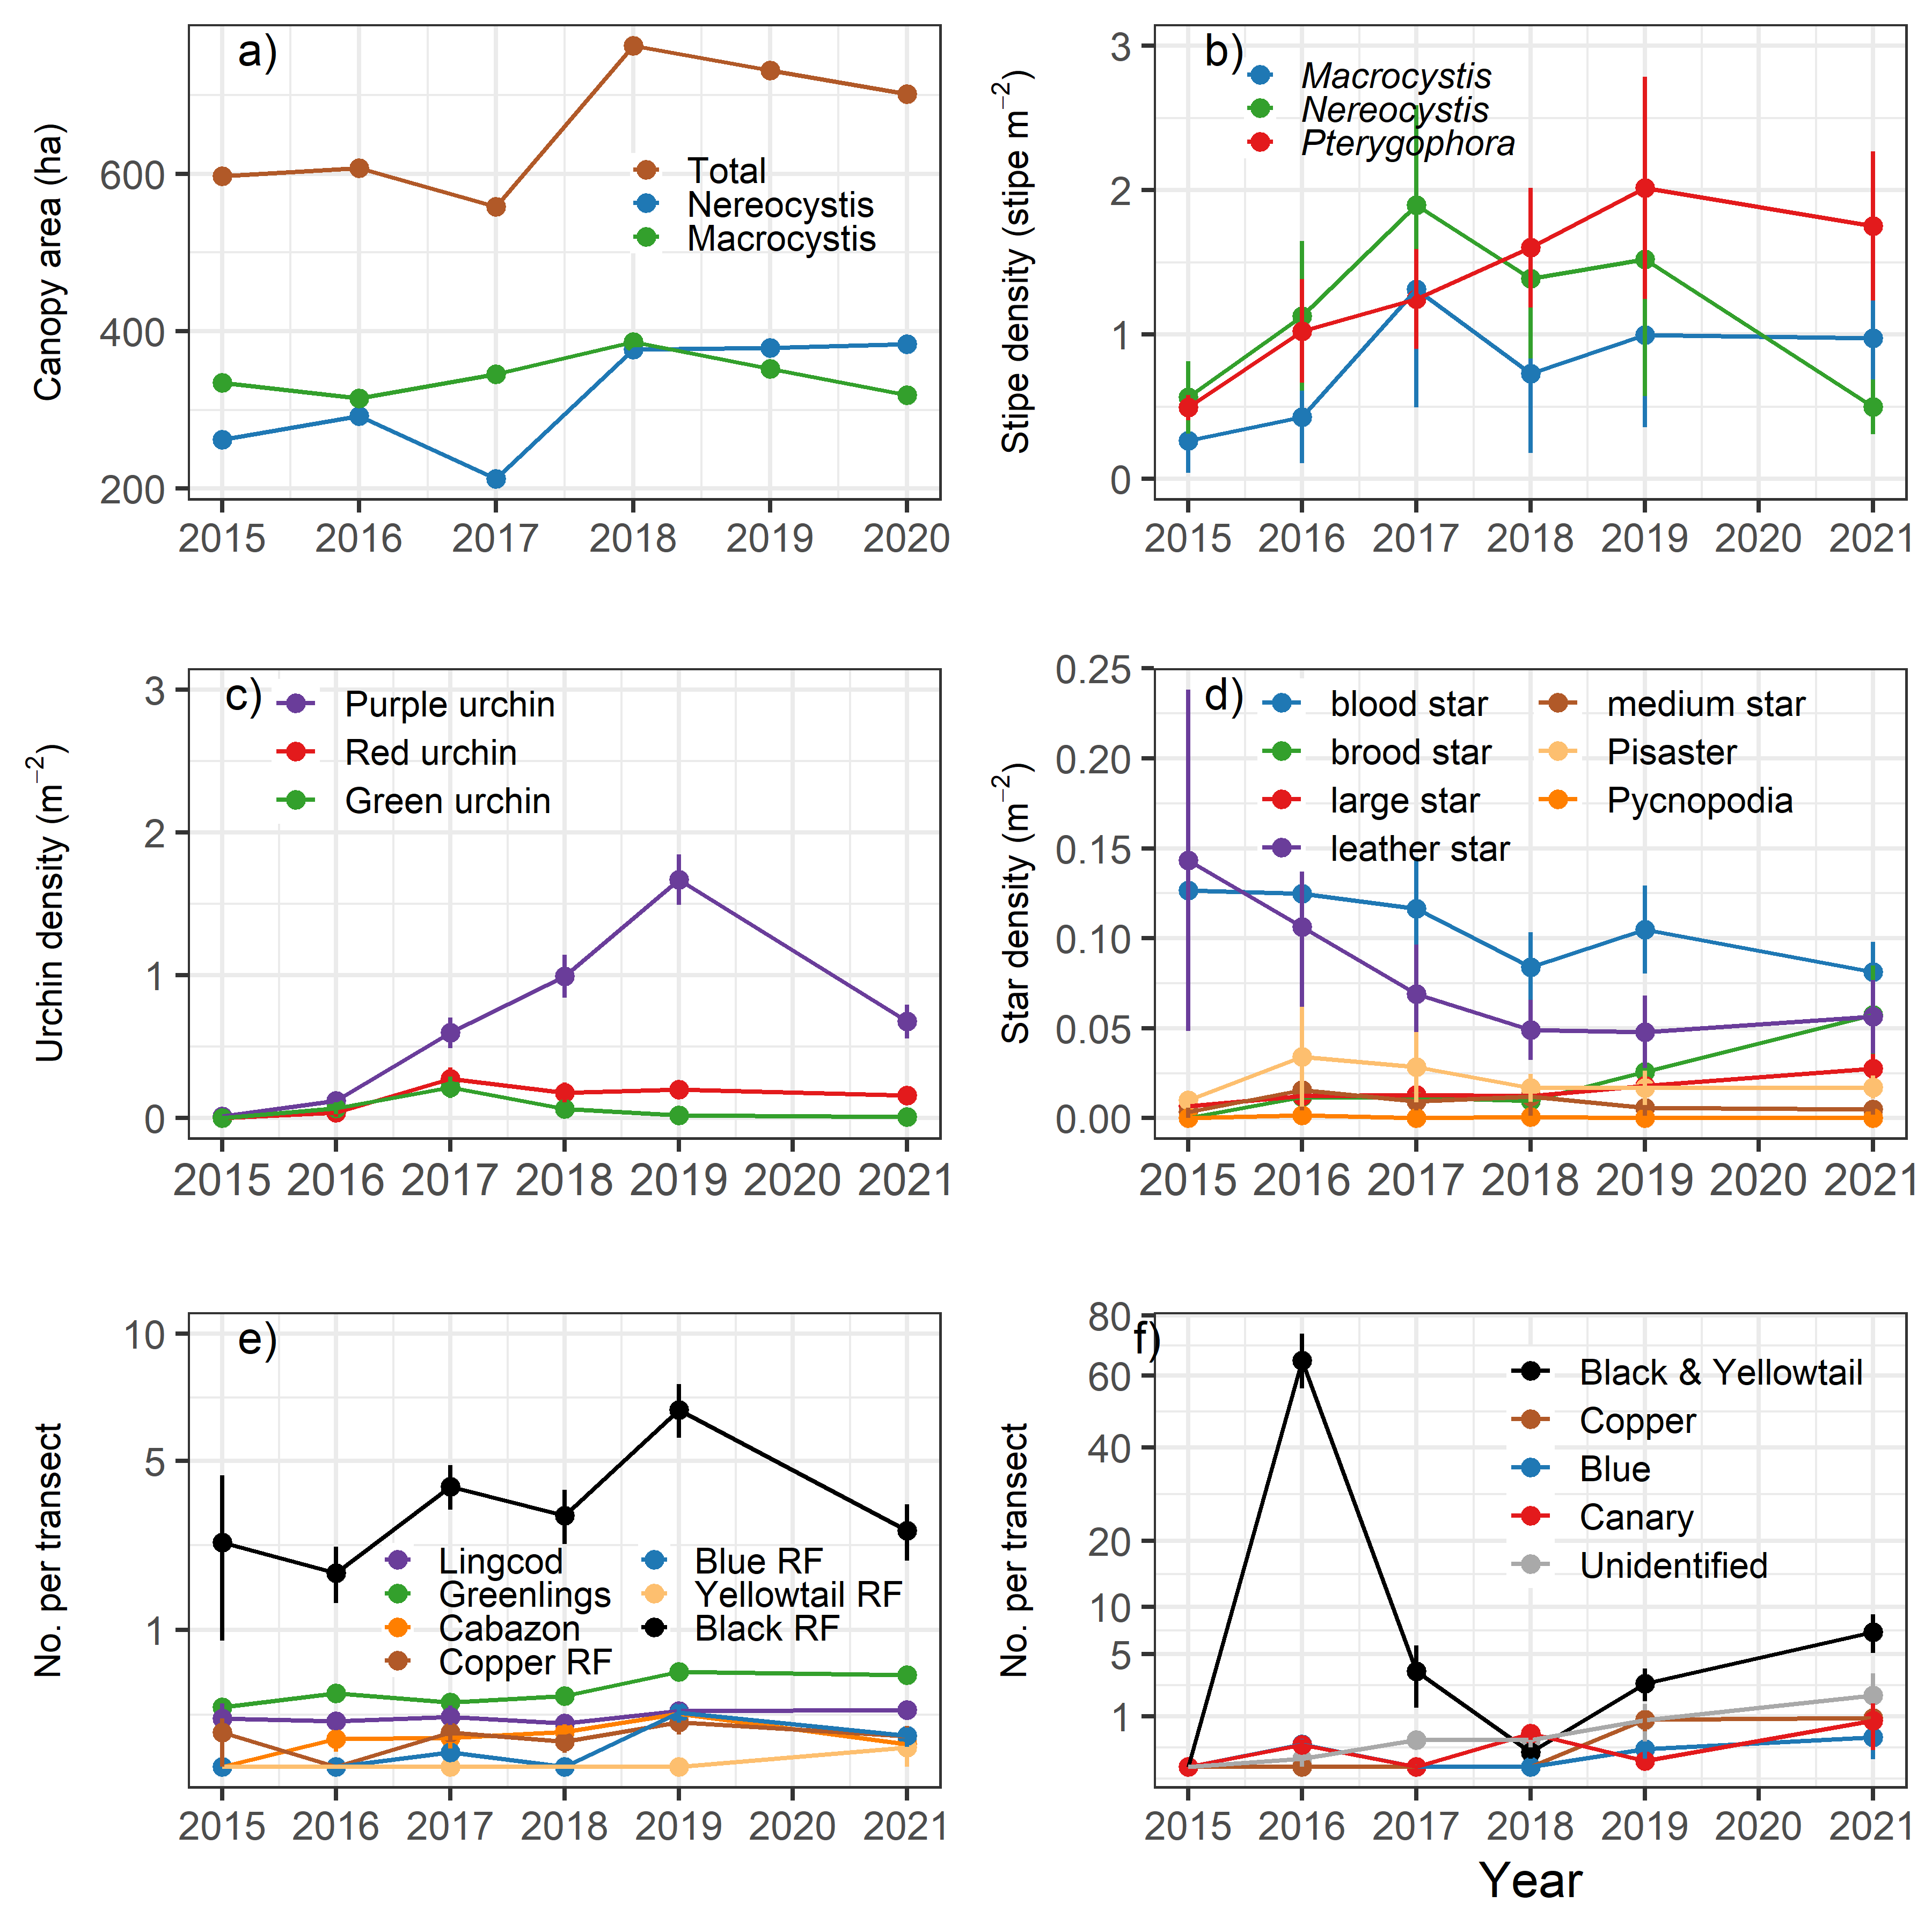 a)
Canopy area (ha)
600
400
200
Total
Nereocystis
Macrocystis
2015 2016 2017 2018 2019 2020
b)
Stipe density (stipe m−2)
3
2
1
0
Macrocystis
Nereocystis
Pterygophora
2015 2016 2017 2018 2019 2020 2021
c)
Urchin density (m−2)
3
2
1
0
Purple urchin
Red urchin
Green urchin
2015 2016 2017 2018 2019 2020 2021
d)
Star density (m−2)
0.25
0.20
0.15
0.10
0.05
0.00
blood star
brood star
large star
leather star
medium star
Pisaster
Pycnopodia
2015 2016 2017 2018 2019 2020 2021
e)
No. per transect
10
5
1
Lingcod
Greenlings
Cabazon
Copper RF
Blue RF
Yellowtail RF
Black RF
2015 2016 2017 2018 2019 2020 2021
f)
No. per transect
80
60
40
20
10
5
1
Black & Yellowtail
Copper
Blue
Canary
Unidentified
2015 2016 2017 2018 2019 2020 2021
Year